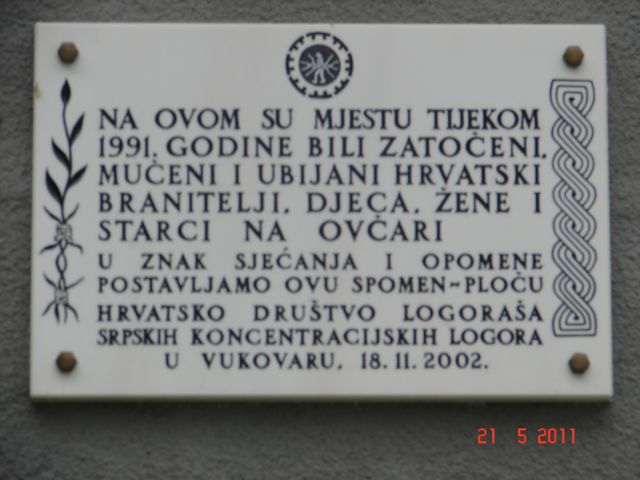 NA OVOM SU MJESTU TIJEKOM
1991. GODINE BILI ZATOČENI,
MUČENI I UBIJANI HRVATSKI
BRANITELJI, DJECA, ŽENE I
STARCI NA OVČARI
U ZNAK SJEĆANJA I OPOMENE
POSTAVLJAMO OVU SPOMEN-PLOČU
HRVATSKO DRUŠTVO LOGORAŠA
SRPSKIH KONCENTRACIJSKIH LOGORA
U VUKOVARU, 18.11.2002.
21 5 2011